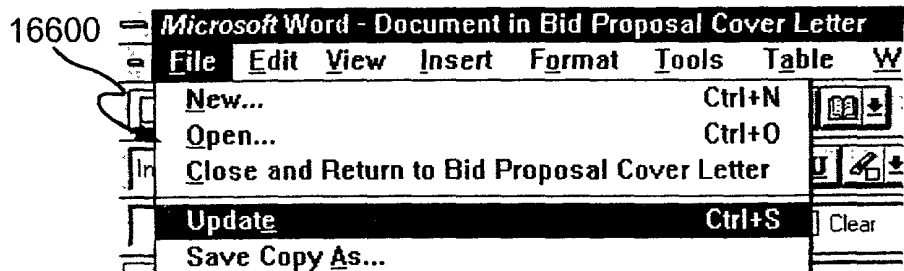 16600
Microsoft Word - Document in Bid Proposal Cover Letter
File Edit View Insert Format Tools Table W
New... Ctrl+N
Open... Ctrl+O
Close and Return to Bid Proposal Cover Letter
Update Ctrl+S
Clear
Save Copy As...